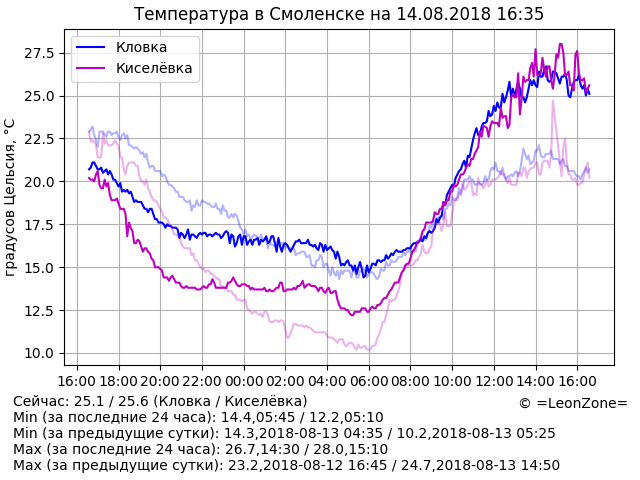 Температура в Смоленске на 14.08.2018 16:35
Кловка
Киселёвка
градусов Цельсия, °C
27.5
25.0
22.5
20.0
17.5
15.0
12.5
10.0
16:00 18:00 20:00 22:00 00:00 02:00 04:00 06:00 08:00 10:00 12:00 14:00 16:00
Сейчас: 25.1 / 25.6 (Кловка / Киселёвка)
© =LeonZone=
Min (за последние 24 часа): 14.4,05:45 / 12.2,05:10
Min (за предыдущие сутки): 14.3,2018-08-13 04:35 / 10.2,2018-08-13 05:25
Max (за последние 24 часа): 26.7,14:30 / 28.0,15:10
Max (за предыдущие сутки): 23.2,2018-08-12 16:45 / 24.7,2018-08-13 14:50